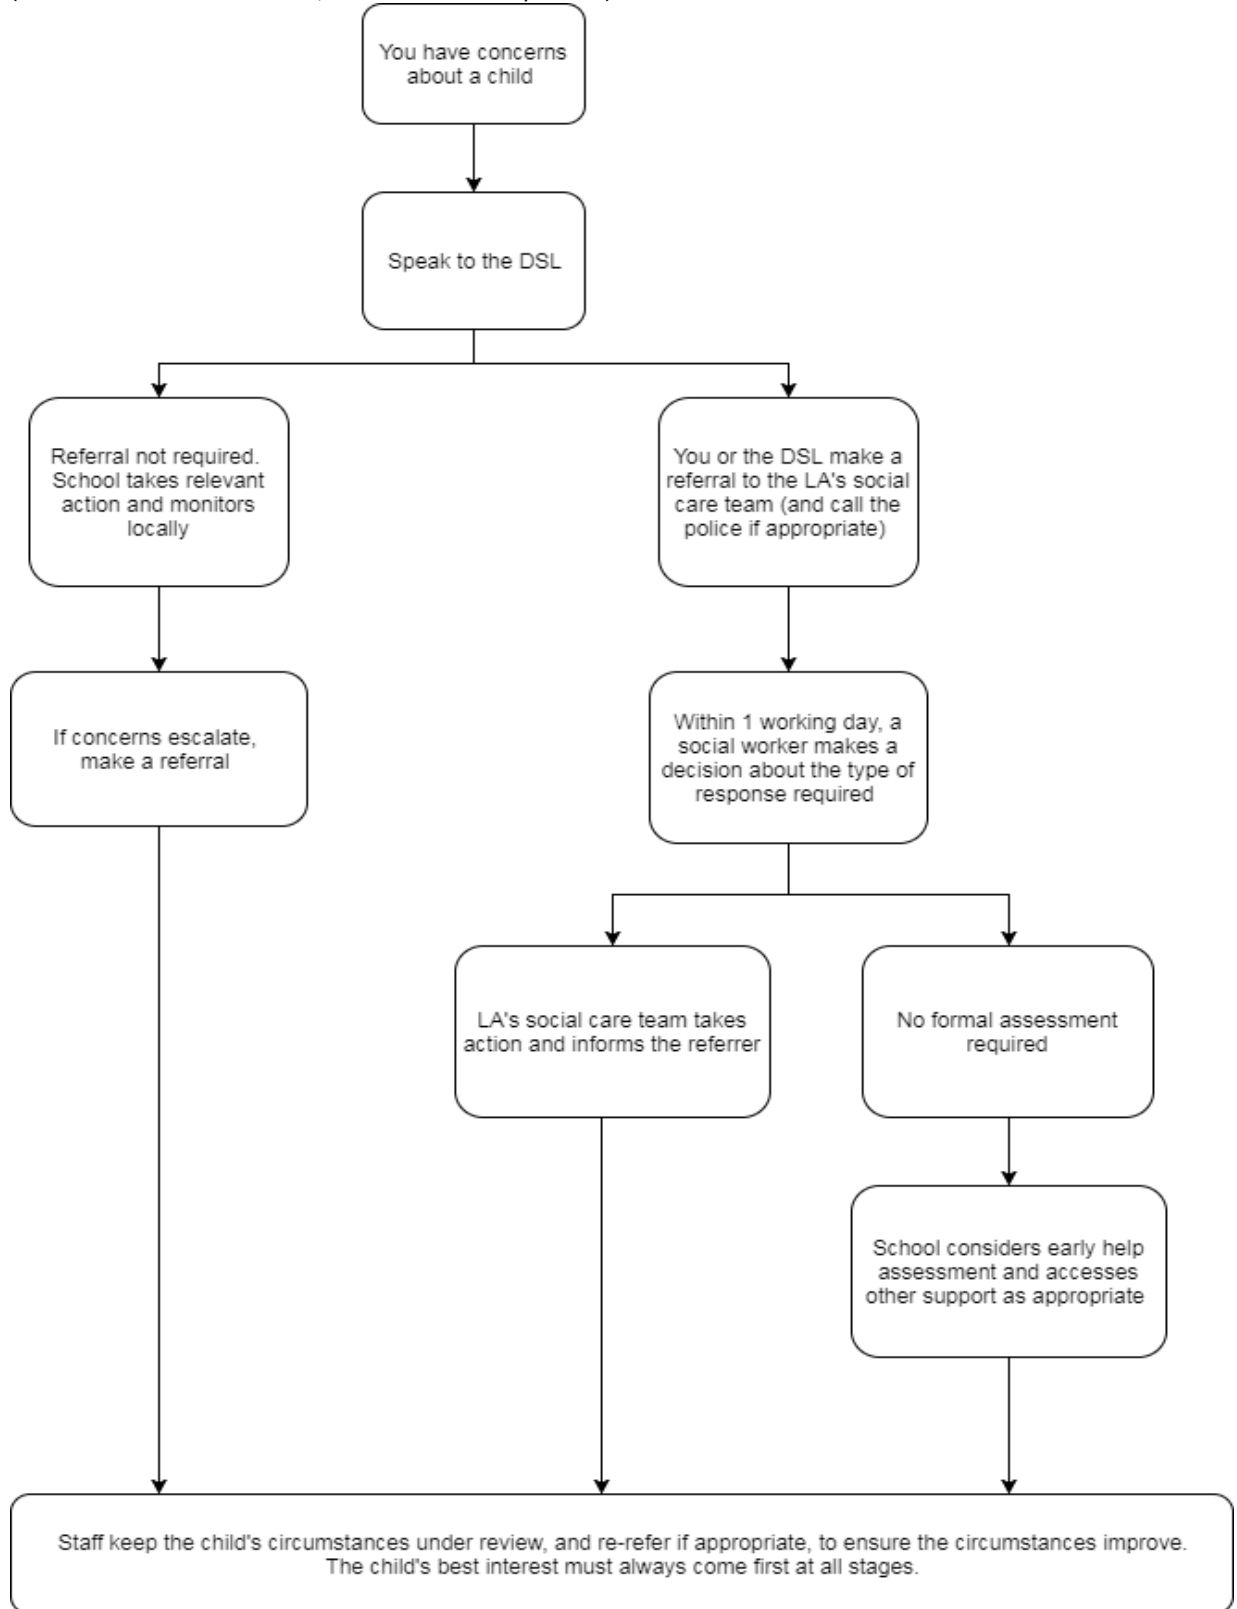 You have concerns
about a child
Speak to the DSL
Referral not required.
School takes relevant
action and monitors
locally
You or the DSL make a
referral to the LA's social
care team (and call the
police if appropriate)
If concerns escalate,
make a referral
Within 1 working day, a
social worker makes a
decision about the type of
response required
LA's social care team takes
action and informs the referrer
No formal assessment
required
School considers early help
assessment and accesses
other support as appropriate
Staff keep the child's circumstances under review, and re-refer if appropriate, to ensure the circumstances improve.
The child's best interest must always come first at all stages.